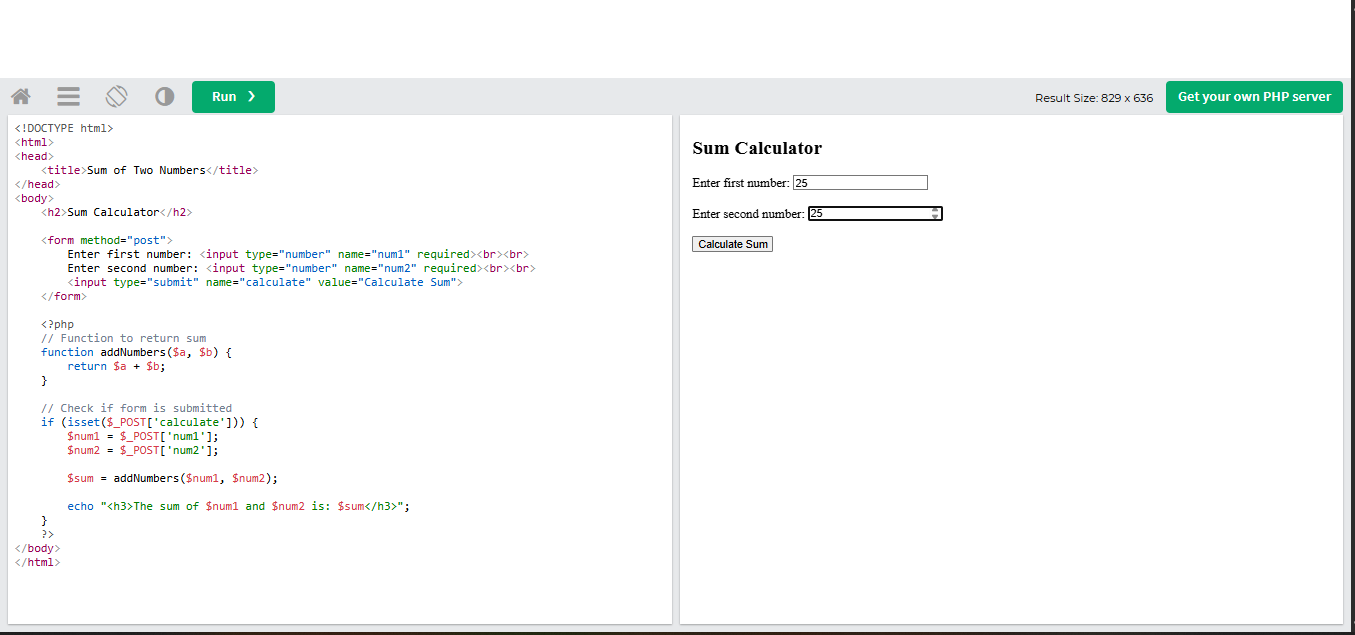 Run ❯
Result Size: 829 x 636
Get your own PHP server
<!DOCTYPE html>
<html>
<head>
    <title>Sum of Two Numbers</title>
</head>
<body>
    <h2>Sum Calculator</h2>

    <form method="post">
        Enter first number: <input type="number" name="num1" required><br><br>
        Enter second number: <input type="number" name="num2" required><br><br>
        <input type="submit" name="calculate" value="Calculate Sum">
    </form>

    <?php
    // Function to return sum
    function addNumbers($a, $b) {
        return $a + $b;
    }

    // Check if form is submitted
    if (isset($_POST['calculate'])) {
        $num1 = $_POST['num1'];
        $num2 = $_POST['num2'];

        $sum = addNumbers($num1, $num2);

        echo "<h3>The sum of $num1 and $num2 is: $sum</h3>";
    }
    ?>
</body>
</html>
Sum Calculator
Enter first number: 25
Enter second number: 25
Calculate Sum